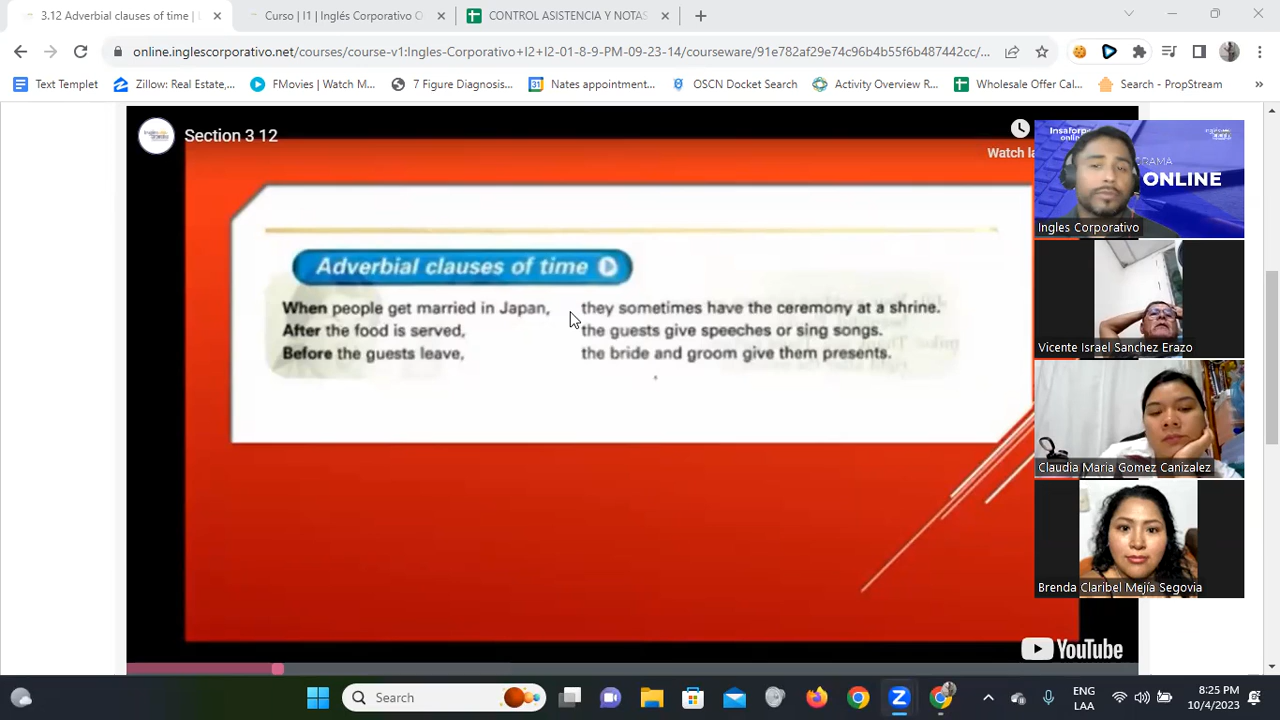 3.12 Adverbial clauses of time |
Curso | I1 | Inglés Corporativo O
CONTROL ASISTENCIA Y NOTAS
online.inglescorporativo.net/courses/course-v1:Ingles-Corporativo+I2+I2-01-8-9-PM-09-23-14/courseware/91e782af29e74c96b4b55f6b487442cc/...
Text Templet
Zillow: Real Estate,...
FMovies | Watch M...
7 Figure Diagnosis...
Nates appointment...
OSCN Docket Search
Activity Overview R...
Wholesale Offer Cal...
Search - PropStream
Section 3 12
Watch la
Adverbial clauses of time
When people get married in Japan, they sometimes have the ceremony at a shrine.
After the food is served, the guests give speeches or sing songs.
Before the guests leave, the bride and groom give them presents.
YouTube
ONLINE
Ingles Corporativo
Vicente Israel Sanchez Erazo
Claudia Maria Gomez Canizalez
Brenda Claribel Mejía Segovia
Search
ENG
LAA
8:25 PM
10/4/2023